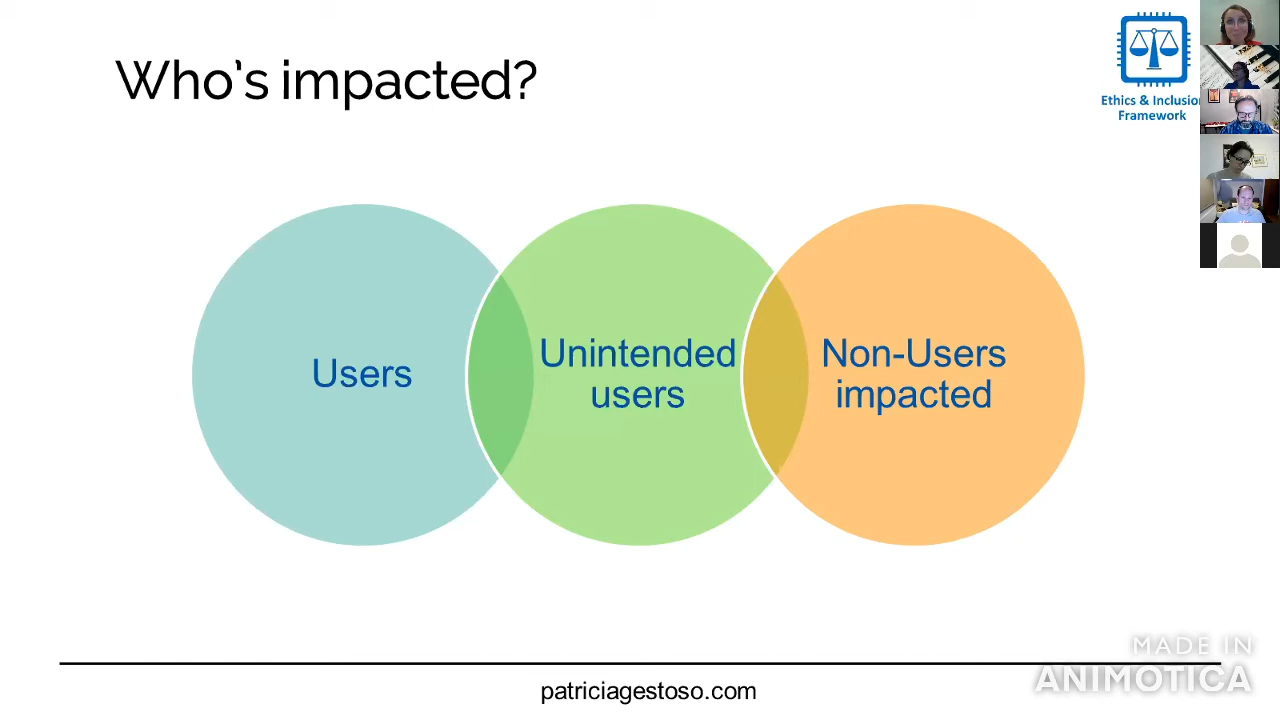 Who's impacted?
Ethics & Inclusion
Framework
Users
Unintended
users
Non-Users
impacted
patriciagestoso.com
MADE IN
ANIMOTICA